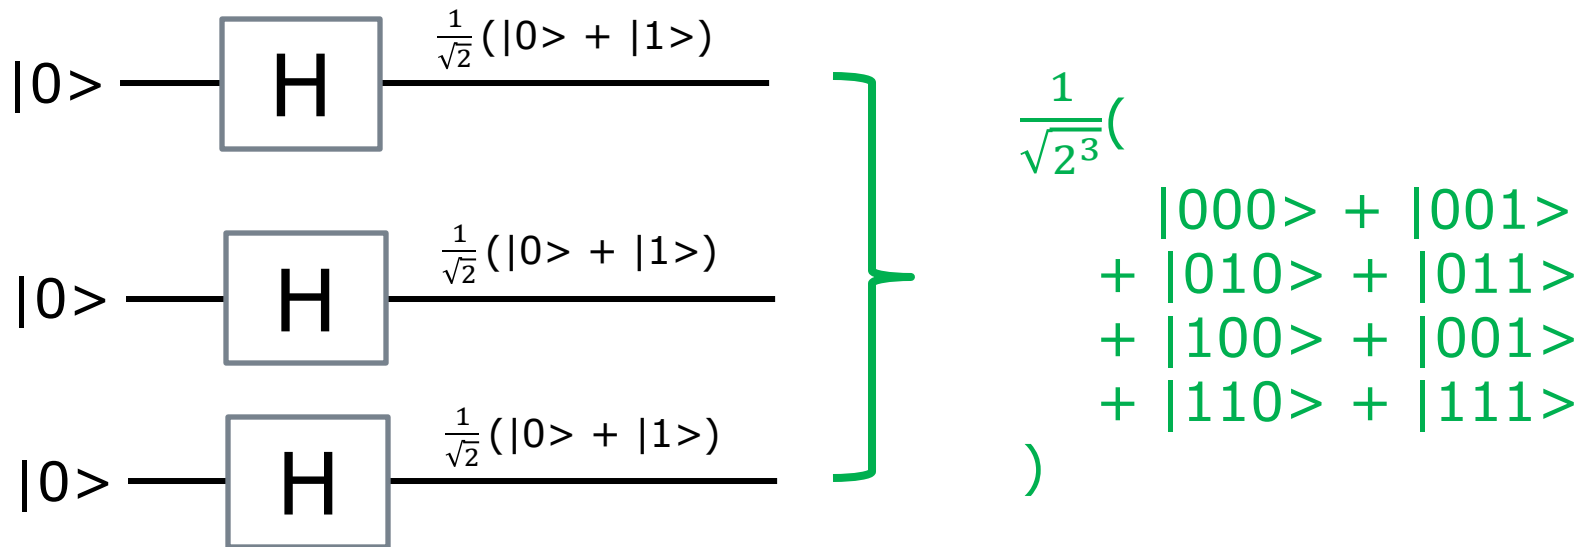 |0> H 1/√2 (|0> + |1>)
|0> H 1/√2 (|0> + |1>)
|0> H 1/√2 (|0> + |1>)
1/√2³ (
|000> + |001>
+ |010> + |011>
+ |100> + |001>
+ |110> + |111>
)